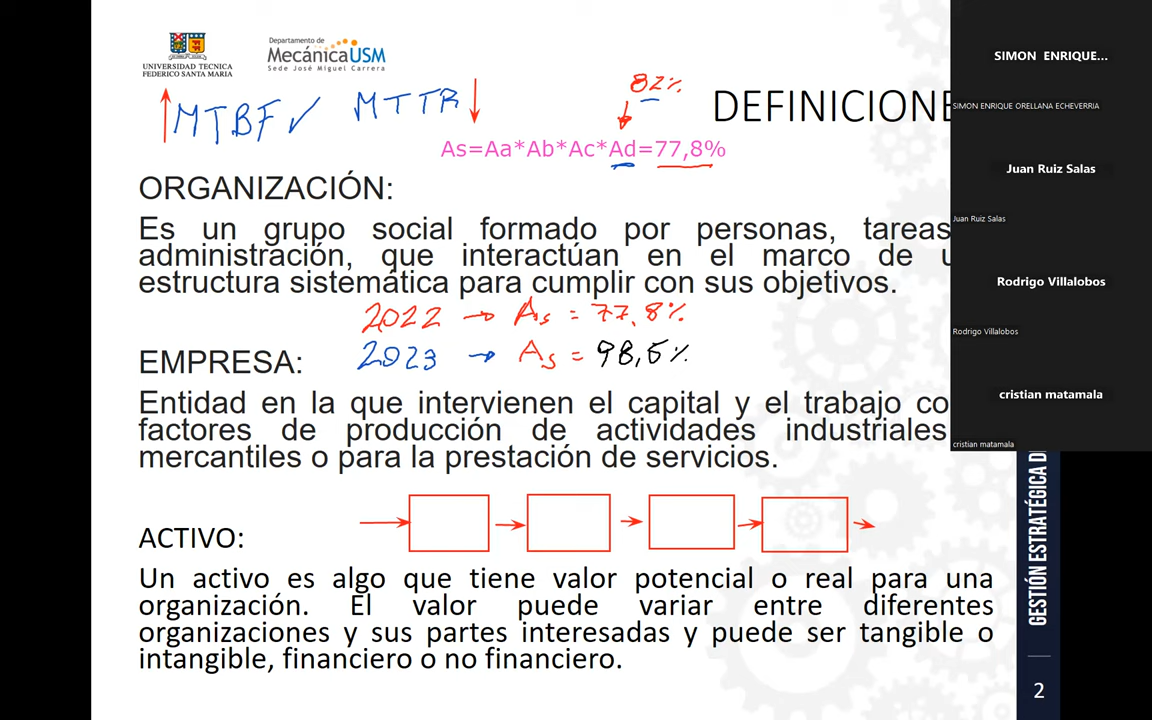 UNIVERSIDAD TECNICA
FEDERICO SANTA MARIA
Departamento de
MecánicaUSM
Sede José Miguel Carrera
MTBF ✓ MTTR
82%
DEFINICIONE
As=Aa*Ab*Ac*Ad=77,8%
ORGANIZACIÓN:
Es un grupo social formado por personas, tareas
administración, que interactúan en el marco de u
estructura sistemática para cumplir con sus objetivos.
2022 → As = 77,8%
2023 → As = 98,5%
EMPRESA:
Entidad en la que intervienen el capital y el trabajo co
factores de producción de actividades industriales
mercantiles o para la prestación de servicios.
ACTIVO:
Un activo es algo que tiene valor potencial o real para una
organización. El valor puede variar entre diferentes
organizaciones y sus partes interesadas y puede ser tangible o
intangible, financiero o no financiero.
SIMON ENRIQUE...
SIMON ENRIQUE ORELLANA ECHEVERRIA
Juan Ruiz Salas
Juan Ruiz Salas
Rodrigo Villalobos
Rodrigo Villalobos
cristian matamala
cristian matamala
GESTIÓN ESTRATÉGICA D
2